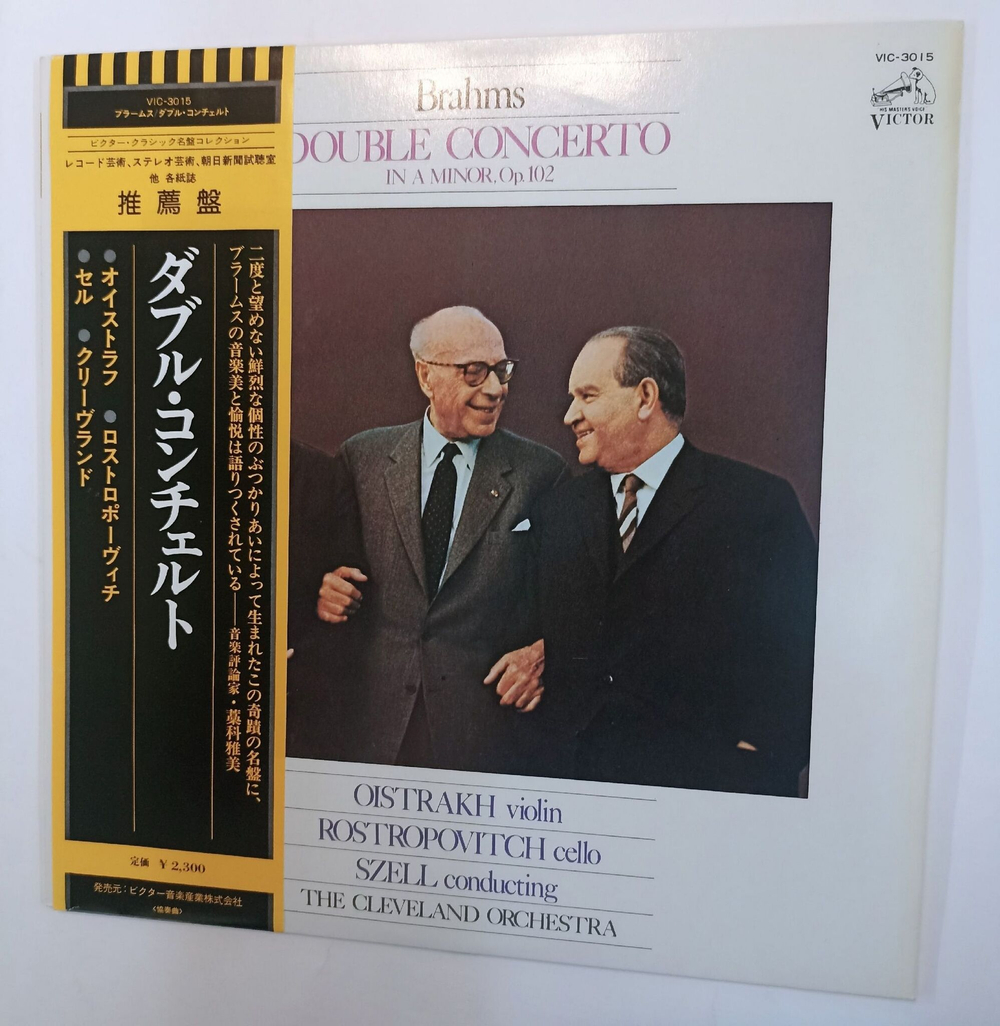 VIC-3015
ブラームス/ダブル・コンチェルト
ビクター・クラシック名盤コレクション
レコード芸術、ステレオ芸術、朝日新聞試聴室
他 各紙誌
推薦盤
二度と望めない鮮烈な個性のぶつかりあいによって生まれたこの奇蹟の名盤に、
ブラームスの音楽美と愉悦は語りつくされている——音楽評論家・藁科雅美
ダブル・コンチェルト
●オイストラフ ●ロストロポーヴィチ
●セル ●クリーヴランド
定価 ¥2,300
発売元:ビクター音楽産業株式会社
〈協奏曲〉
Brahms
DOUBLE CONCERTO
IN A MINOR, Op.102
VIC-3015
HIS MASTER'S VOICE
VICTOR
OISTRAKH violin
ROSTROPOVITCH cello
SZELL conducting
THE CLEVELAND ORCHESTRA